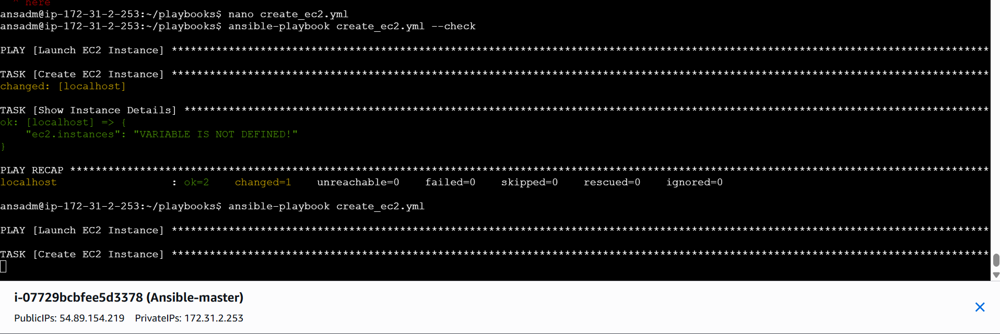 ^ here
ansadm@ip-172-31-2-253:~/playbooks$ nano create_ec2.yml
ansadm@ip-172-31-2-253:~/playbooks$ ansible-playbook create_ec2.yml --check
PLAY [Launch EC2 Instance] *********************************************************************************************************************************
TASK [Create EC2 Instance] *********************************************************************************************************************************
changed: [localhost]
TASK [Show Instance Details] *******************************************************************************************************************************
ok: [localhost] => {
    "ec2.instances": "VARIABLE IS NOT DEFINED!"
}
PLAY RECAP *************************************************************************************************************************************************
localhost                  : ok=2    changed=1    unreachable=0    failed=0    skipped=0    rescued=0    ignored=0
ansadm@ip-172-31-2-253:~/playbooks$ ansible-playbook create_ec2.yml
PLAY [Launch EC2 Instance] *********************************************************************************************************************************
TASK [Create EC2 Instance] *********************************************************************************************************************************
i-07729bcbfee5d3378 (Ansible-master)
PublicIPs: 54.89.154.219 PrivateIPs: 172.31.2.253